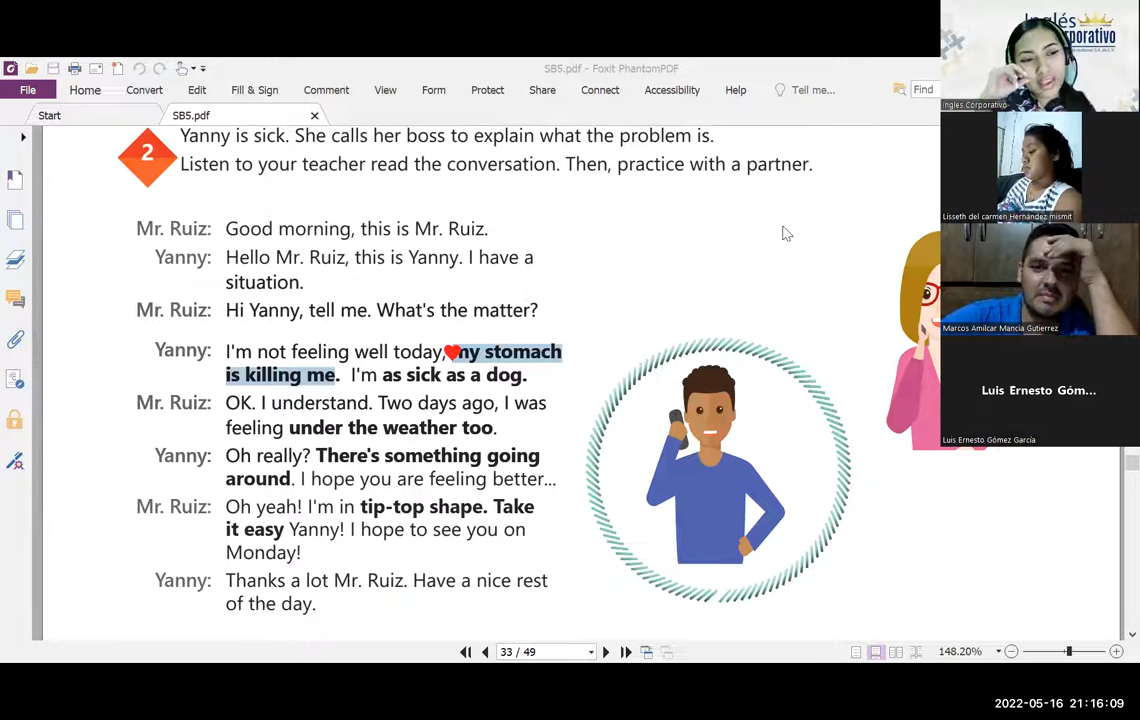 Inglés
corporativo
SB5.pdf - Foxit PhantomPDF
File Home Convert Edit Fill & Sign Comment View Form Protect Share Connect Accessibility Help Tell me... Find
Start SB5.pdf
Ingles Corporativo
2
Yanny is sick. She calls her boss to explain what the problem is.
Listen to your teacher read the conversation. Then, practice with a partner.
Lisseth del carmen Hernández mismit
Mr. Ruiz: Good morning, this is Mr. Ruiz.
Yanny: Hello Mr. Ruiz, this is Yanny. I have a
situation.
Mr. Ruiz: Hi Yanny, tell me. What's the matter?
Marcos Amilcar Mancia Gutierrez
Yanny: I'm not feeling well today, my stomach
is killing me. I'm as sick as a dog.
Mr. Ruiz: OK. I understand. Two days ago, I was
feeling under the weather too.
Luis Ernesto Góm...
Luis Ernesto Gómez García
Yanny: Oh really? There's something going
around. I hope you are feeling better...
Mr. Ruiz: Oh yeah! I'm in tip-top shape. Take
it easy Yanny! I hope to see you on
Monday!
Yanny: Thanks a lot Mr. Ruiz. Have a nice rest
of the day.
33 / 49
148.20%
2022-05-16 21:16:09